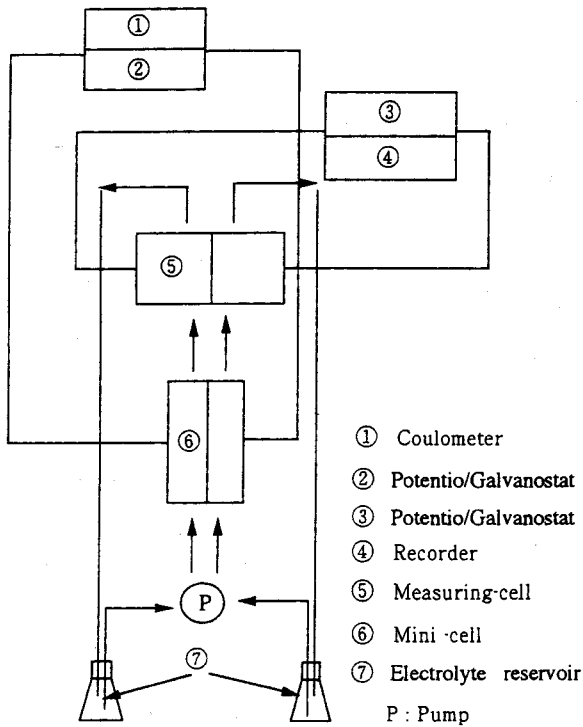 ①
②
③
④
⑤
⑥
P
⑦
① Coulometer
② Potentio/Galvanostat
③ Potentio/Galvanostat
④ Recorder
⑤ Measuring-cell
⑥ Mini -cell
⑦ Electrolyte reservoir
P : Pump